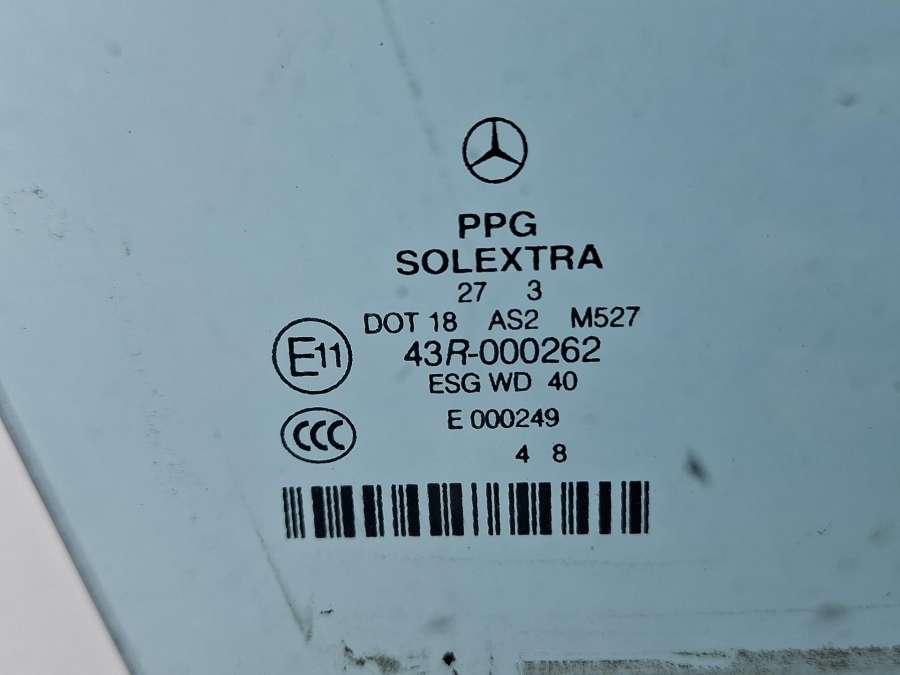 PPG
SOLEXTRA
27 3
DOT 18 AS2 M527
E11 43R-000262
ESG WD 40
CCC E 000249
4 8